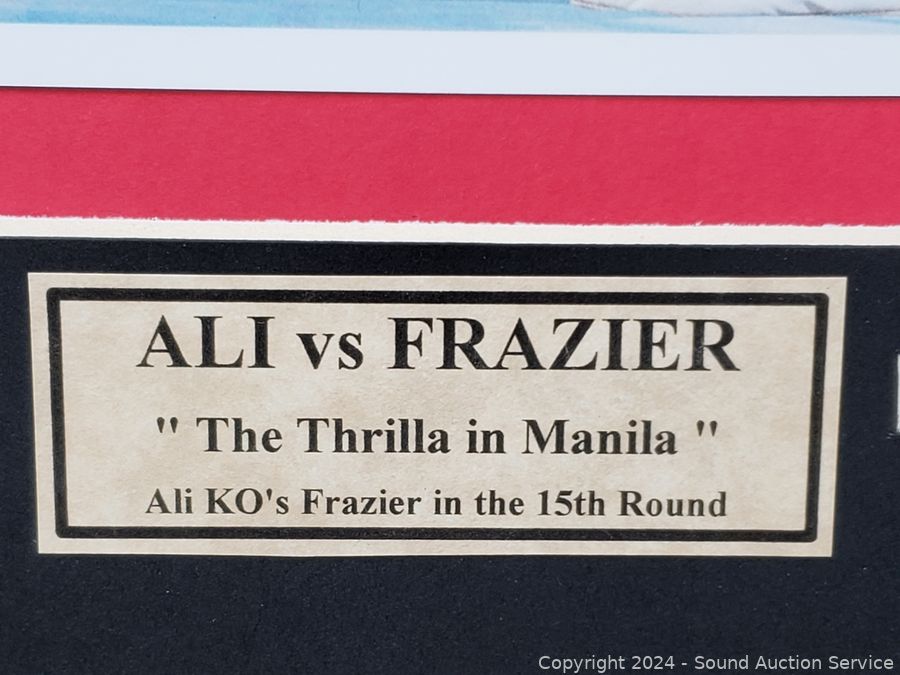 ALI vs FRAZIER
" The Thrilla in Manila "
Ali KO's Frazier in the 15th Round
Copyright 2024 - Sound Auction Service